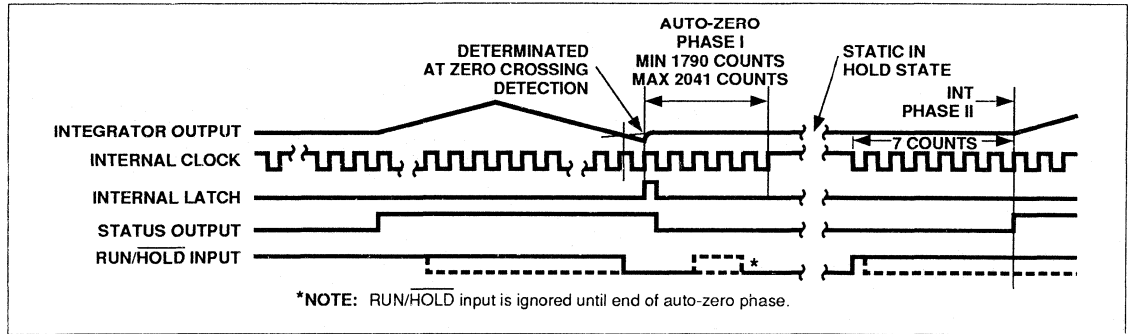 AUTO-ZERO
PHASE I
MIN 1790 COUNTS
MAX 2041 COUNTS
DETERMINATED
AT ZERO CROSSING
DETECTION
STATIC IN
HOLD STATE
INT
PHASE II
INTEGRATOR OUTPUT
7 COUNTS
INTERNAL CLOCK
INTERNAL LATCH
STATUS OUTPUT
RUN/HOLD INPUT
*
*NOTE: RUN/HOLD input is ignored until end of auto-zero phase.